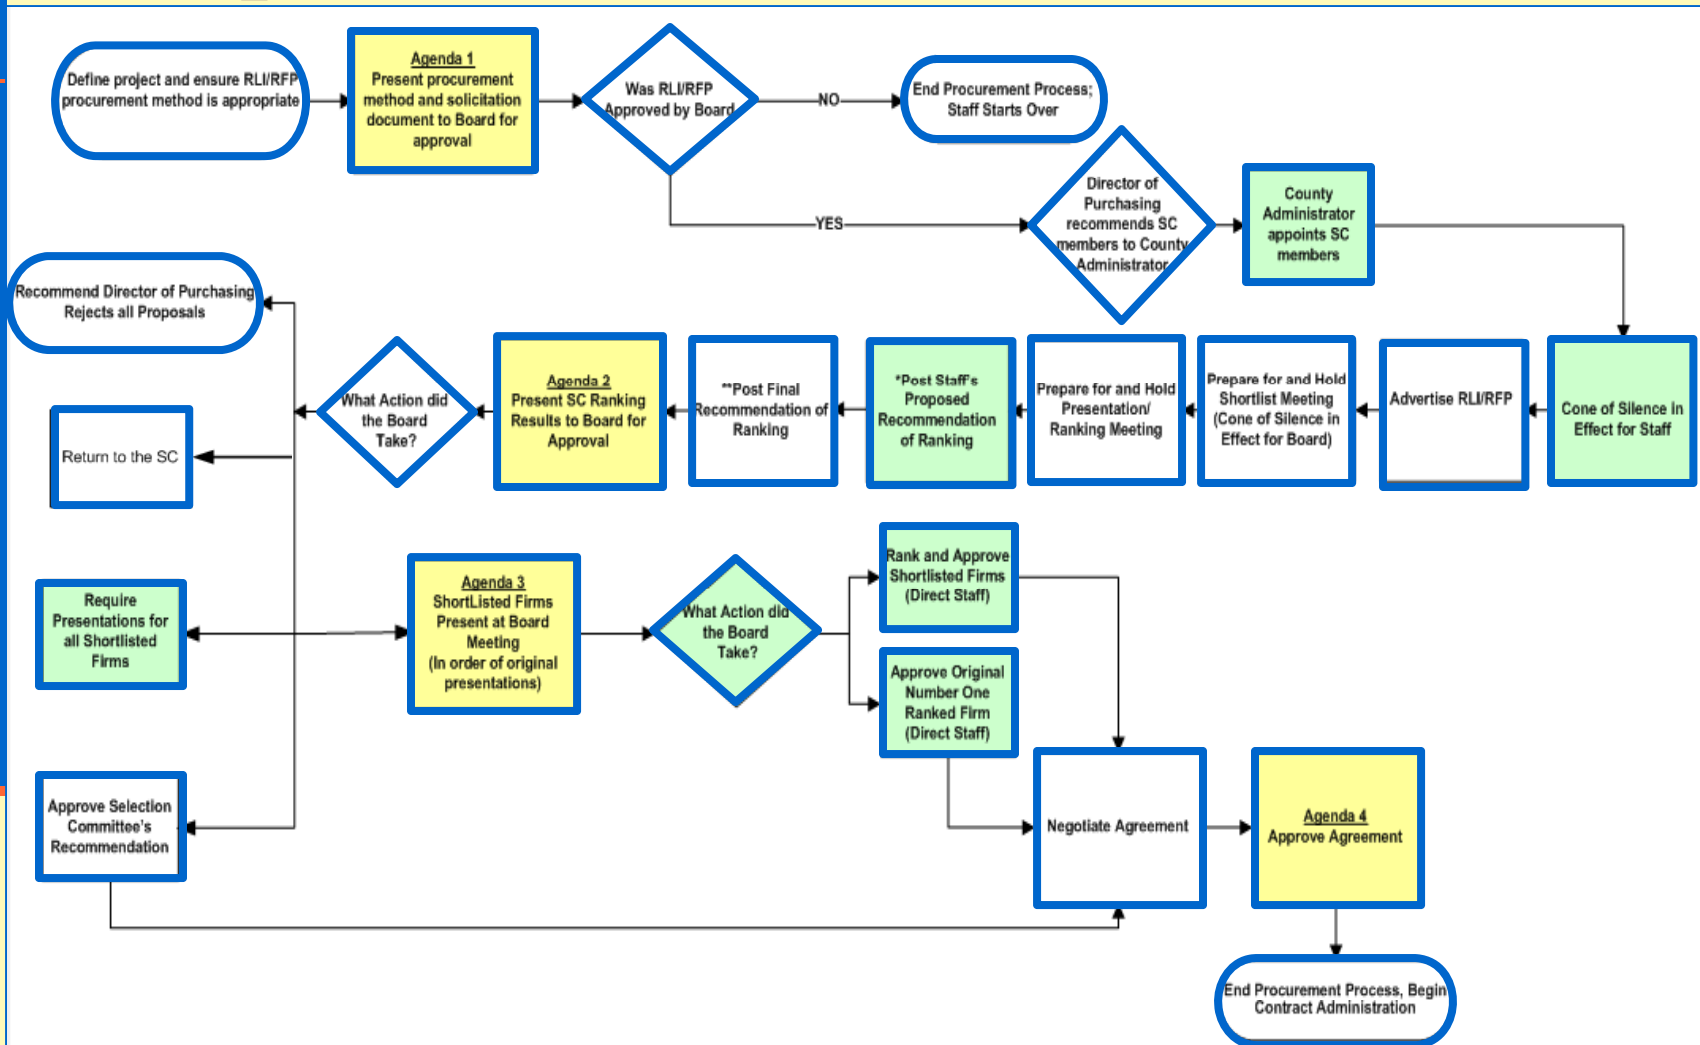 Define project and ensure RLI/RFP
procurement method is appropriate
Agenda 1
Present procurement
method and solicitation
document to Board for
approval
Was RLI/RFP
Approved by Board
NO
End Procurement Process;
Staff Starts Over
YES
Director of
Purchasing
recommends SC
members to County
Administrator
County
Administrator
appoints SC
members
Recommend Director of Purchasing
Rejects all Proposals
What Action did
the Board
Take?
Agenda 2
Present SC Ranking
Results to Board for
Approval
**Post Final
Recommendation of
Ranking
*Post Staff's
Proposed
Recommendation
of Ranking
Prepare for and Hold
Presentation/
Ranking Meeting
Prepare for and Hold
Shortlist Meeting
(Cone of Silence in
Effect for Board)
Advertise RLI/RFP
Cone of Silence in
Effect for Staff
Return to the SC
Require
Presentations for
all Shortlisted
Firms
Agenda 3
ShortListed Firms
Present at Board
Meeting
(In order of original
presentations)
What Action did
the Board
Take?
Rank and Approve
Shortlisted Firms
(Direct Staff)
Approve Original
Number One
Ranked Firm
(Direct Staff)
Approve Selection
Committee's
Recommendation
Negotiate Agreement
Agenda 4
Approve Agreement
End Procurement Process, Begin
Contract Administration